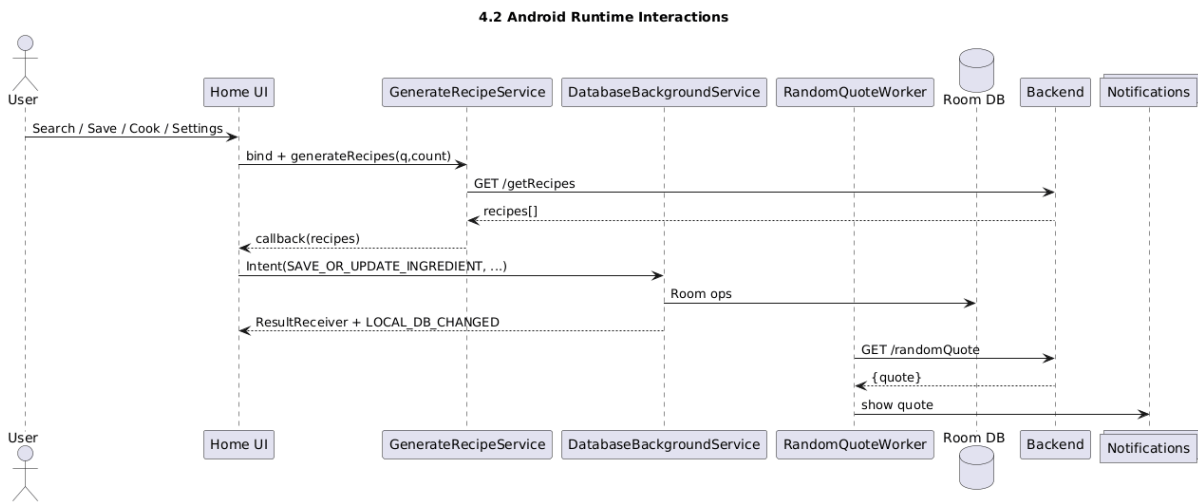 4.2 Android Runtime Interactions
User
Home UI
GenerateRecipeService
DatabaseBackgroundService
RandomQuoteWorker
Room DB
Backend
Notifications
Search / Save / Cook / Settings
bind + generateRecipes(q,count)
GET /getRecipes
recipes[]
callback(recipes)
Intent(SAVE_OR_UPDATE_INGREDIENT, ...)
Room ops
ResultReceiver + LOCAL_DB_CHANGED
GET /randomQuote
{quote}
show quote
User
Home UI
GenerateRecipeService
DatabaseBackgroundService
RandomQuoteWorker
Room DB
Backend
Notifications